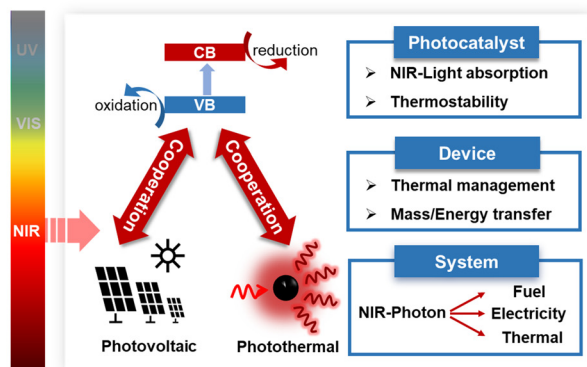 UV
VIS
NIR
CB
reduction
oxidation
VB
Cooperation
Cooperation
Photovoltaic
Photothermal
Photocatalyst
➢ NIR-Light absorption
➢ Thermostability
Device
➢ Thermal management
➢ Mass/Energy transfer
System
NIR-Photon
Fuel
Electricity
Thermal